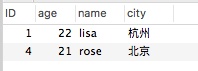 ID age name city
1 22 lisa 杭州
4 21 rose 北京